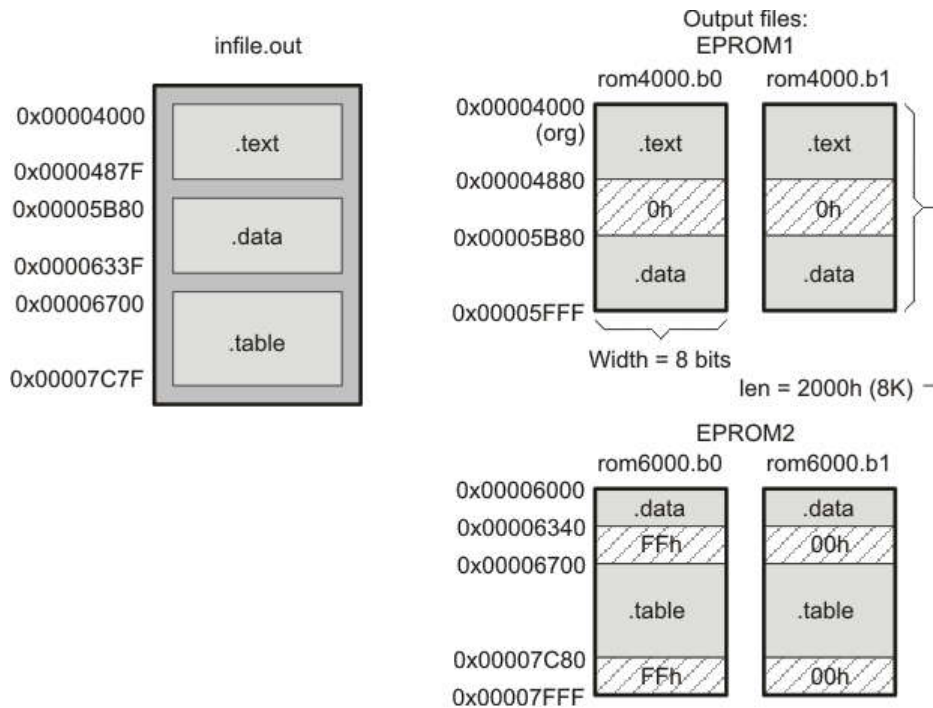 infile.out
0x00004000
.text
0x0000487F
0x00005B80
.data
0x0000633F
0x00006700
.table
0x00007C7F
Output files:
EPROM1
rom4000.b0
rom4000.b1
0x00004000
(org)
.text
.text
0x00004880
0h
0h
0x00005B80
.data
.data
0x00005FFF
Width = 8 bits
len = 2000h (8K)
EPROM2
rom6000.b0
rom6000.b1
0x00006000
.data
.data
0x00006340
FFh
00h
0x00006700
.table
.table
0x00007C80
FFh
00h
0x00007FFF